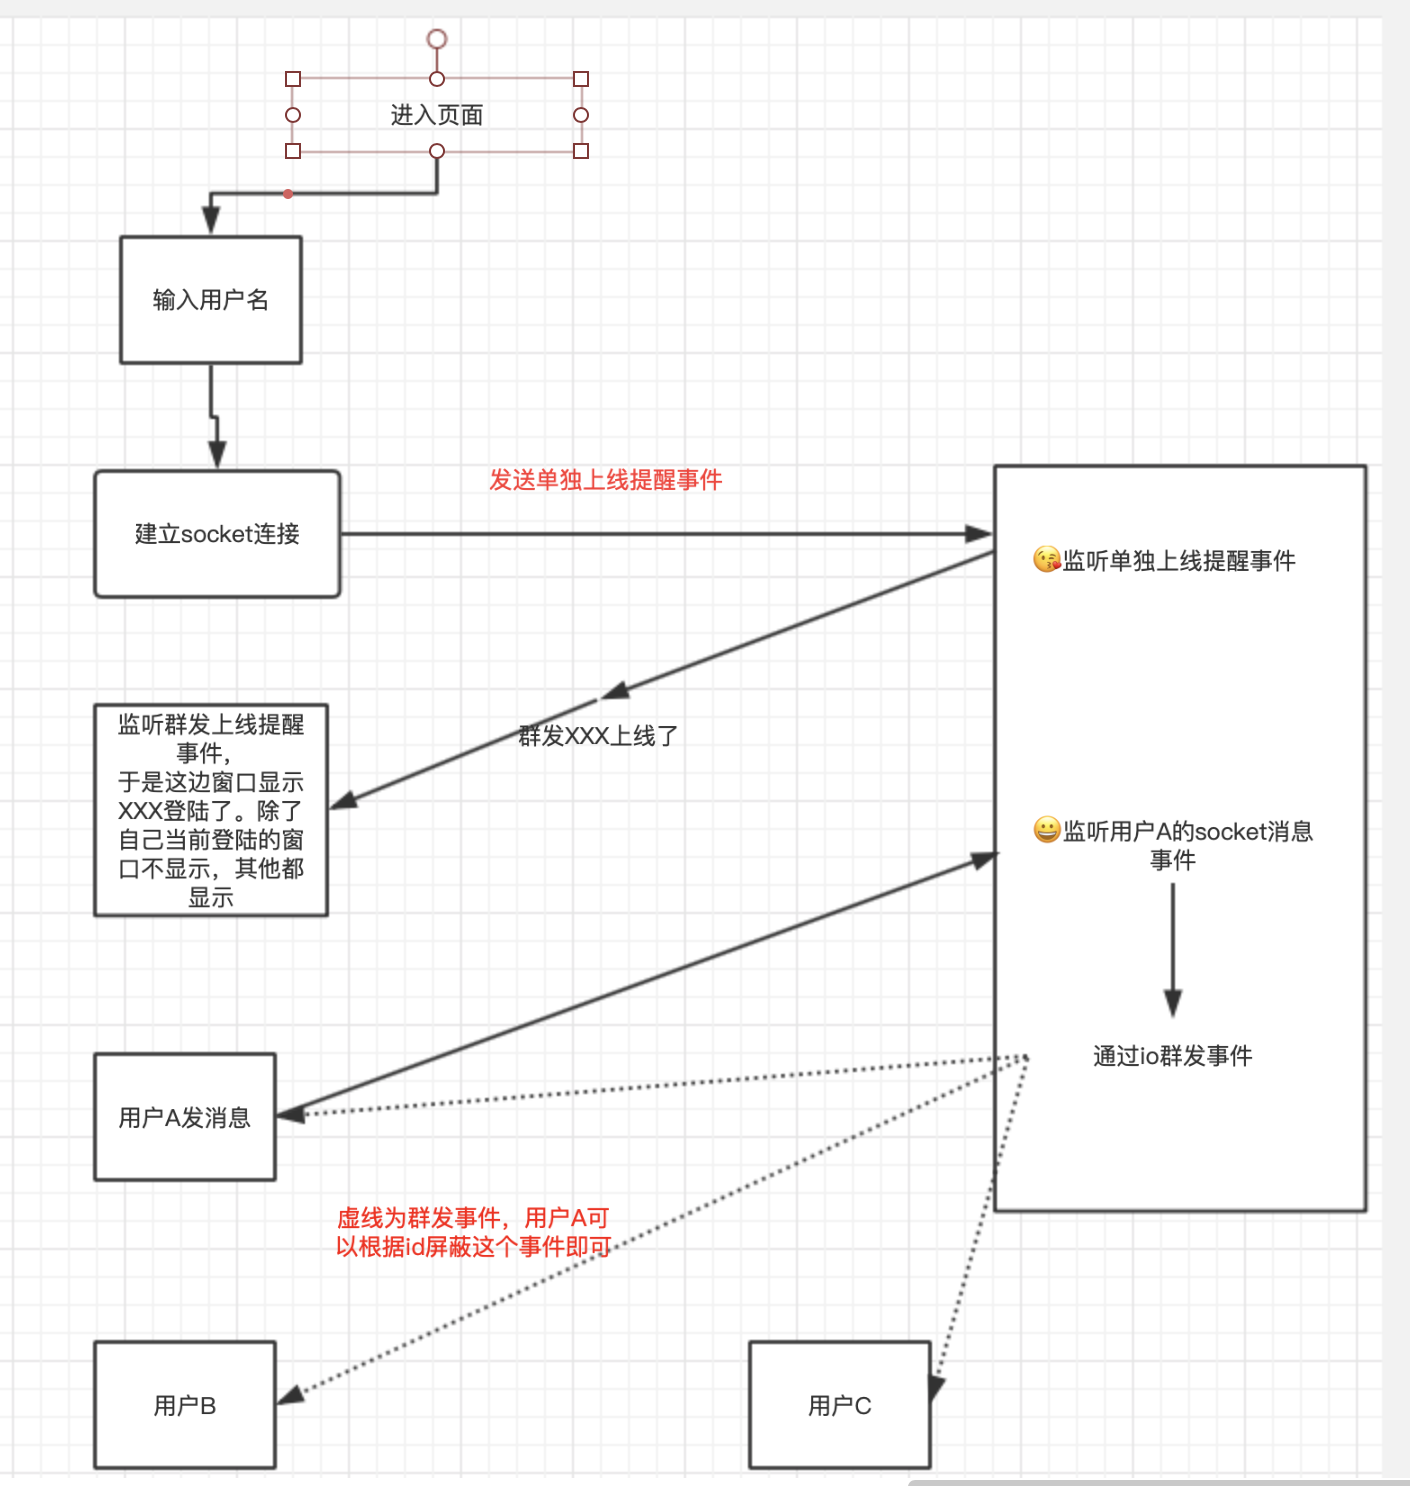 进入页面
输入用户名
发送单独上线提醒事件
建立socket连接
😘监听单独上线提醒事件
群发XXX上线了
监听群发上线提醒
事件，
于是这边窗口显示
XXX登陆了。除了
自己当前登陆的窗
口不显示，其他都
显示
😀监听用户A的socket消息
事件
通过io群发事件
用户A发消息
虚线为群发事件，用户A可
以根据id屏蔽这个事件即可
用户B
用户C